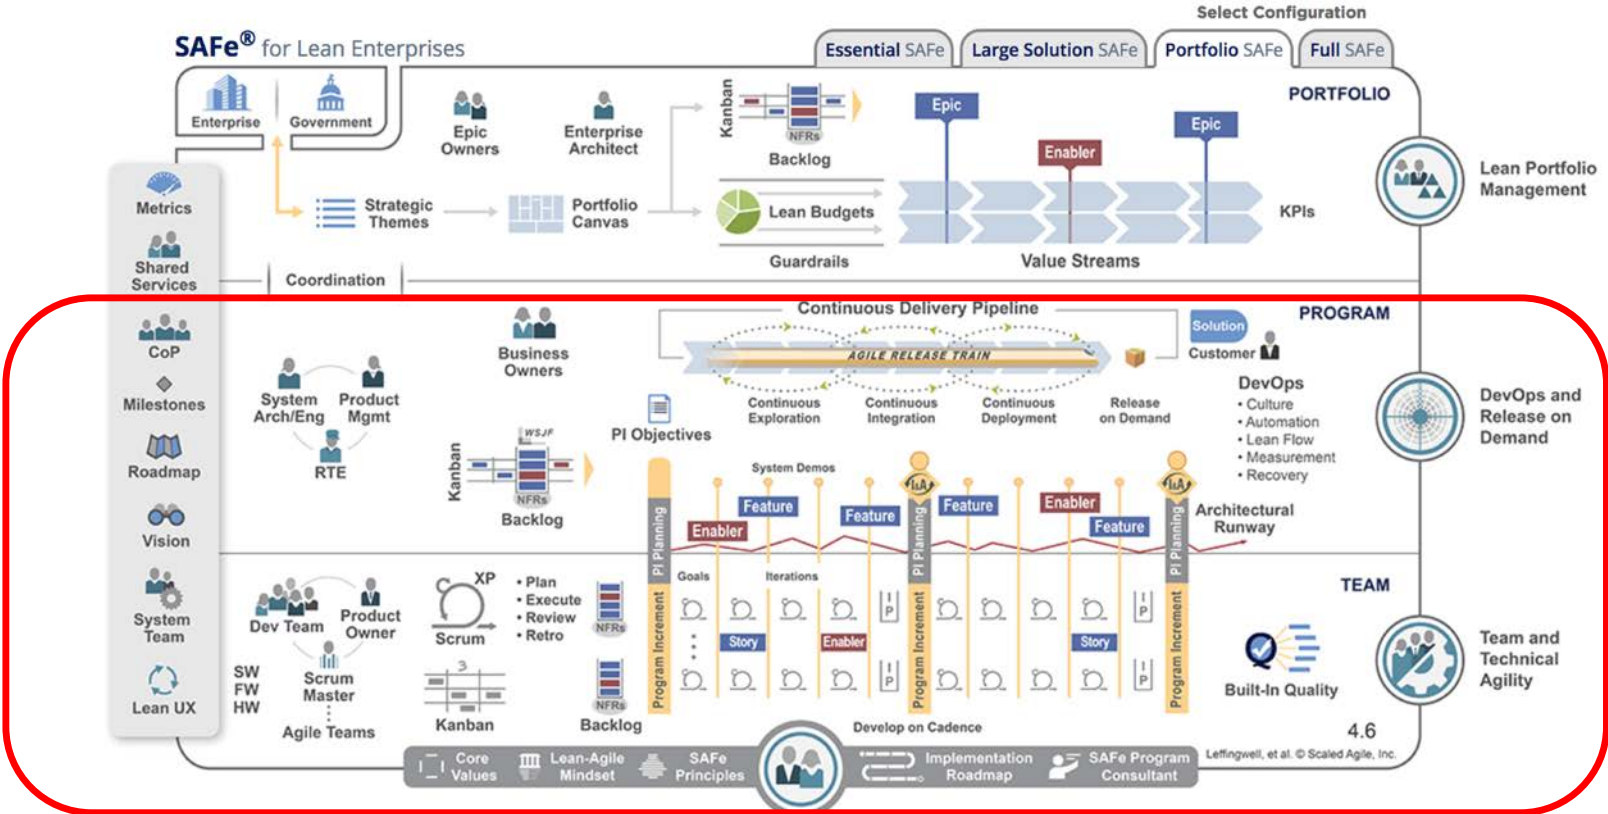 Select Configuration
SAFe® for Lean Enterprises
Essential SAFe
Large Solution SAFe
Portfolio SAFe
Full SAFe
PORTFOLIO
Enterprise
Government
Epic
Owners
Enterprise
Architect
Kanban
NFRs
Backlog
Epic
Enabler
Epic
Lean Portfolio
Management
Strategic
Themes
Portfolio
Canvas
Lean Budgets
Guardrails
Value Streams
KPIs
Coordination
Metrics
Shared
Services
CoP
Milestones
Roadmap
Vision
System
Team
Lean UX
PROGRAM
Business
Owners
System
Arch/Eng
Product
Mgmt
RTE
Continuous Delivery Pipeline
AGILE RELEASE TRAIN
Continuous
Exploration
Continuous
Integration
Continuous
Deployment
Release
on Demand
Solution
Customer
DevOps
• Culture
• Automation
• Lean Flow
• Measurement
• Recovery
DevOps and
Release on
Demand
Kanban
WSJF
NFRs
Backlog
PI Objectives
System Demos
I&A
I&A
Enabler
Feature
Feature
Feature
Enabler
Feature
Architectural
Runway
PI Planning
PI Planning
PI Planning
TEAM
Dev Team
Product
Owner
Scrum
Master
SW
FW
HW
Agile Teams
XP
Scrum
• Plan
• Execute
• Review
• Retro
3
Kanban
NFRs
NFRs
Backlog
Program Increment
Goals
Iterations
I
P
I
P
Story
Enabler
Program Increment
Story
I
P
I
P
Program Increment
Develop on Cadence
Built-In Quality
Team and
Technical
Agility
4.6
Leffingwell, et al. © Scaled Agile, Inc.
Core
Values
Lean-Agile
Mindset
SAFe
Principles
Implementation
Roadmap
SAFe Program
Consultant